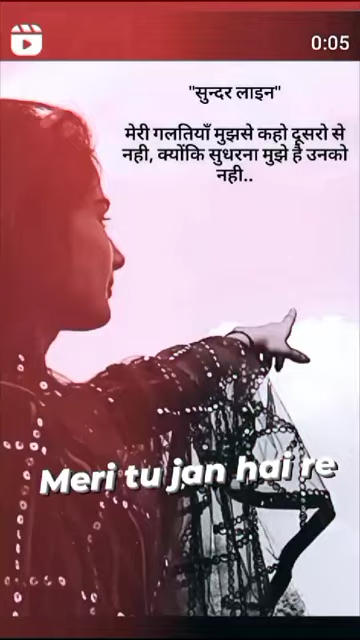 0:05
"सुन्दर लाइन"
मेरी गलतियाँ मुझसे कहो दूसरो से
नही, क्योंकि सुधरना मुझे है उनको
नही..
Meri tu jan hai re